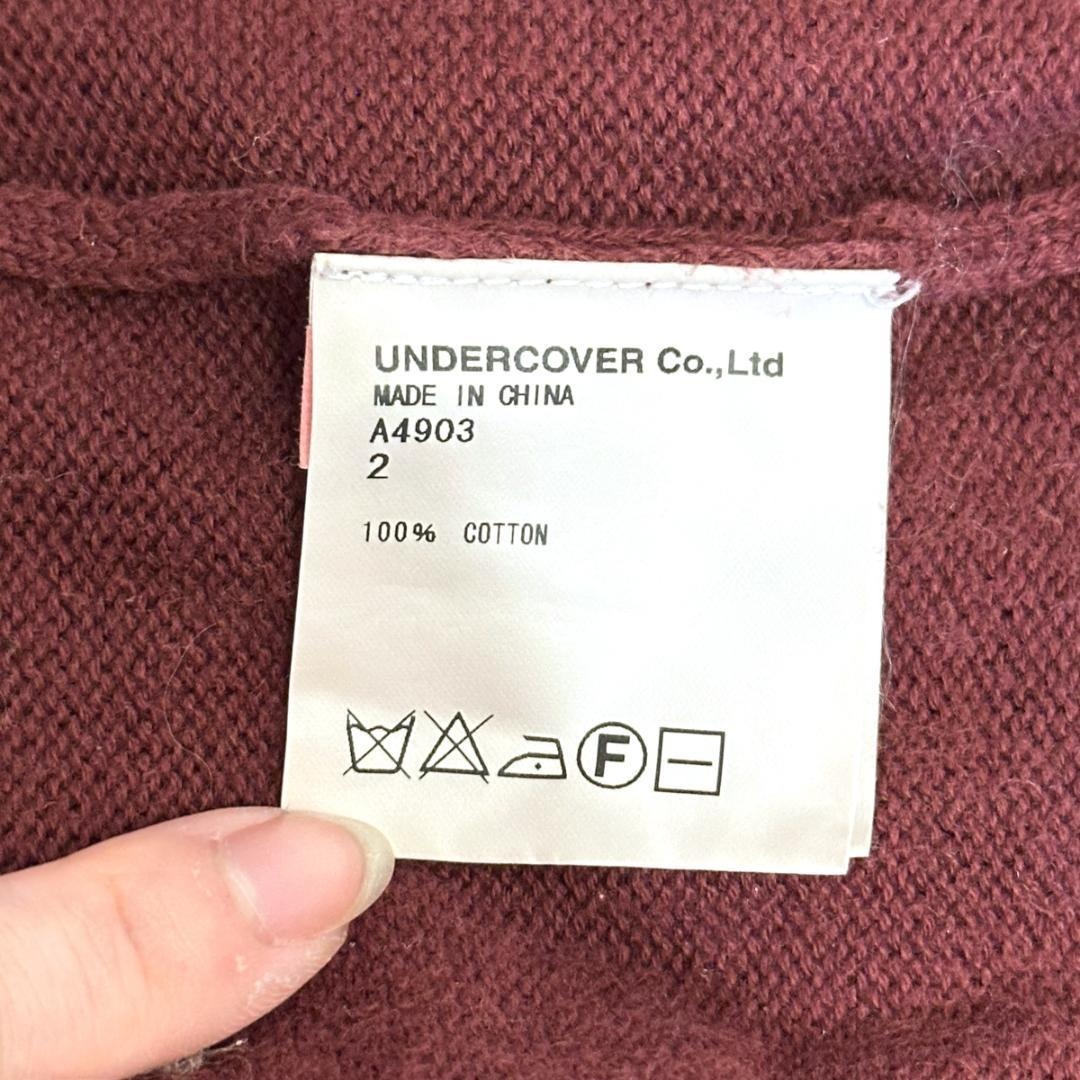 UNDERCOVER Co.,Ltd
MADE IN CHINA
A4903
2
100% COTTON
F